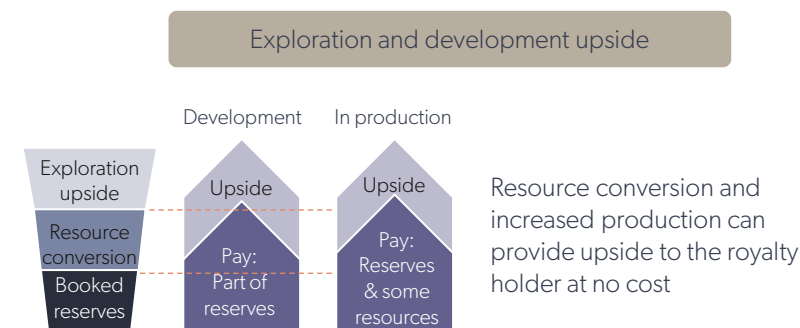 Exploration and development upside
Development
In production
Exploration
upside
Resource
conversion
Booked
reserves
Upside
Pay:
Part of
reserves
Upside
Pay:
Reserves
& some
resources
Resource conversion and
increased production can
provide upside to the royalty
holder at no cost